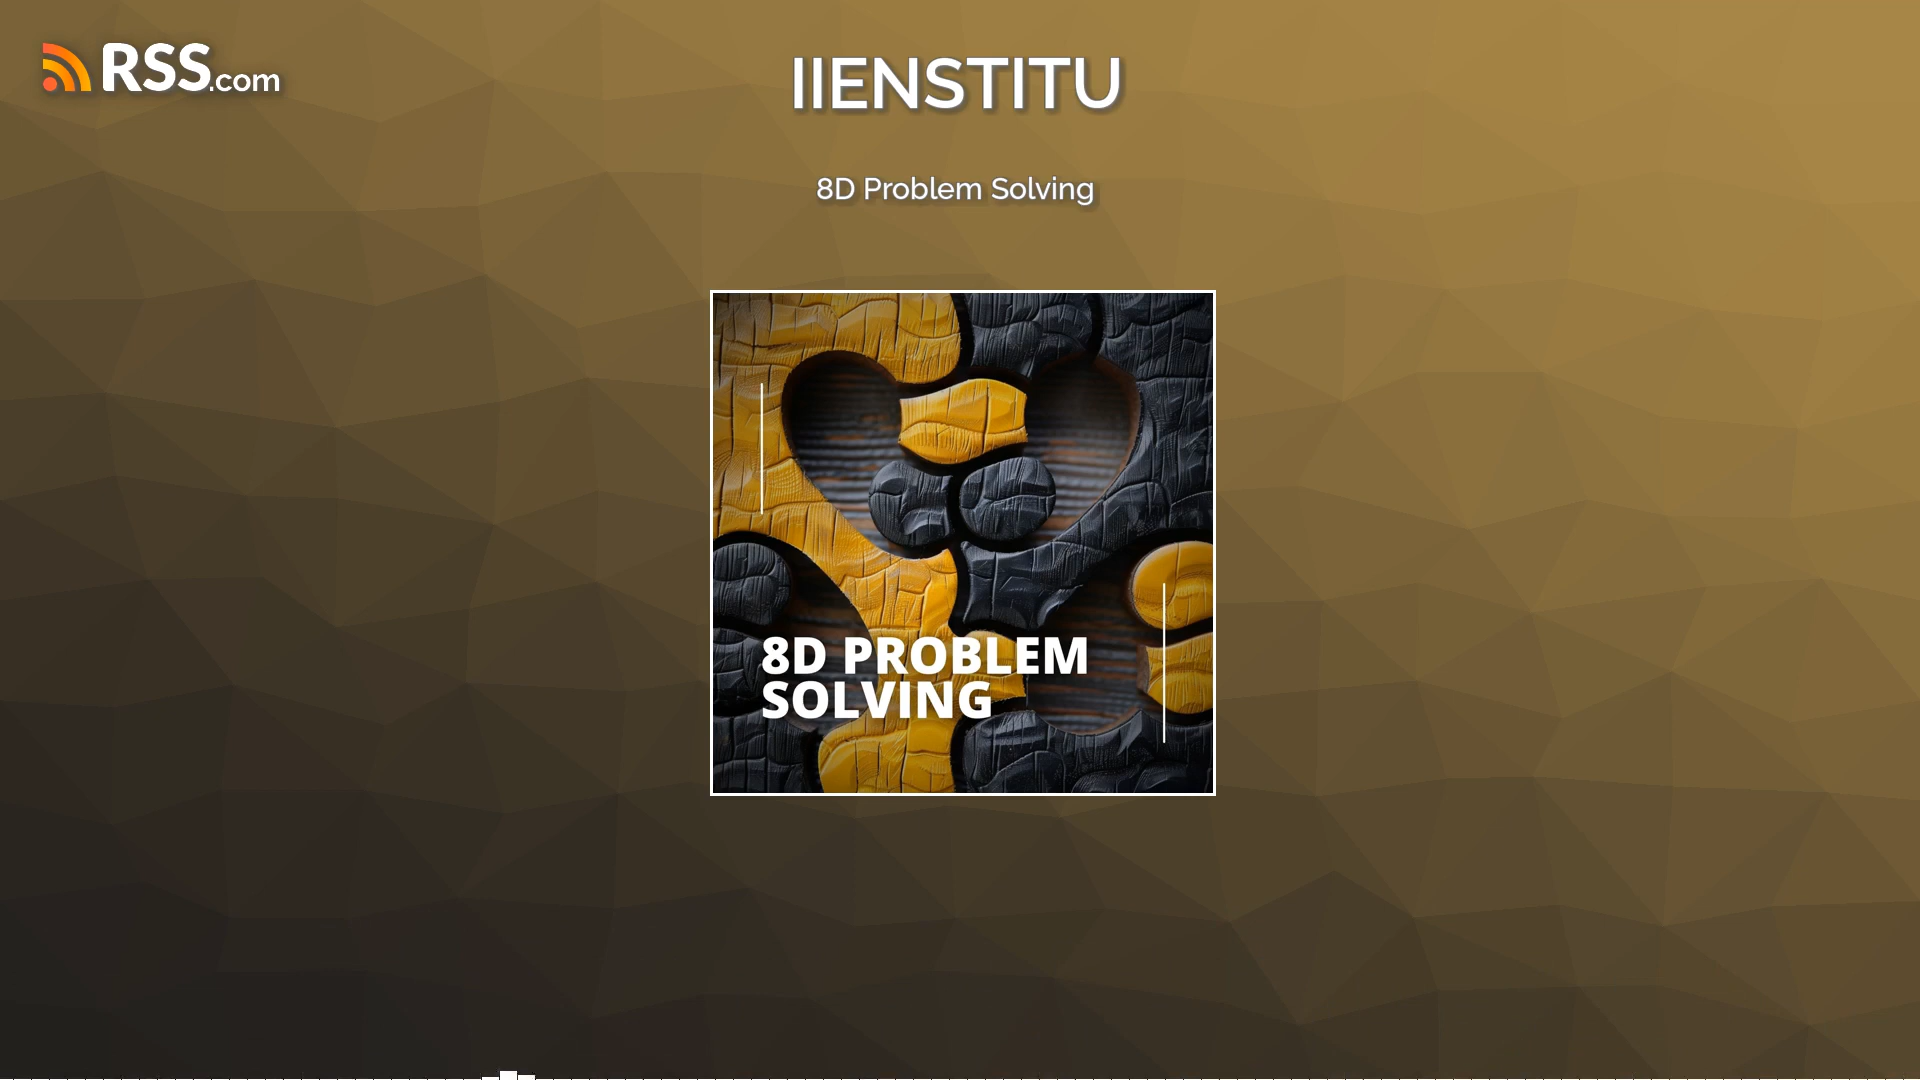 RSS.com
IIENSTITU
8D Problem Solving
8D PROBLEM
SOLVING